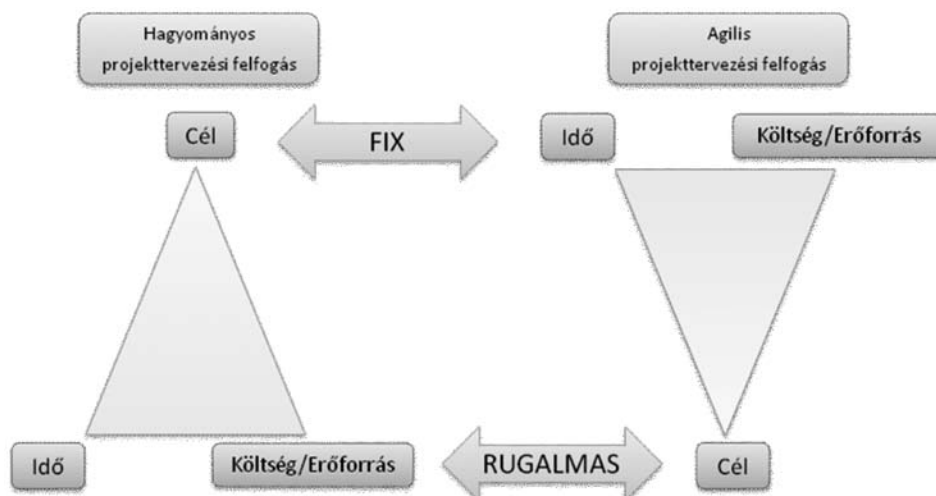 Hagyományos
projekttervezési felfogás
Agilis
projekttervezési felfogás
Cél
FIX
Idő
Költség/Erőforrás
Idő
Költség/Erőforrás
RUGALMAS
Cél